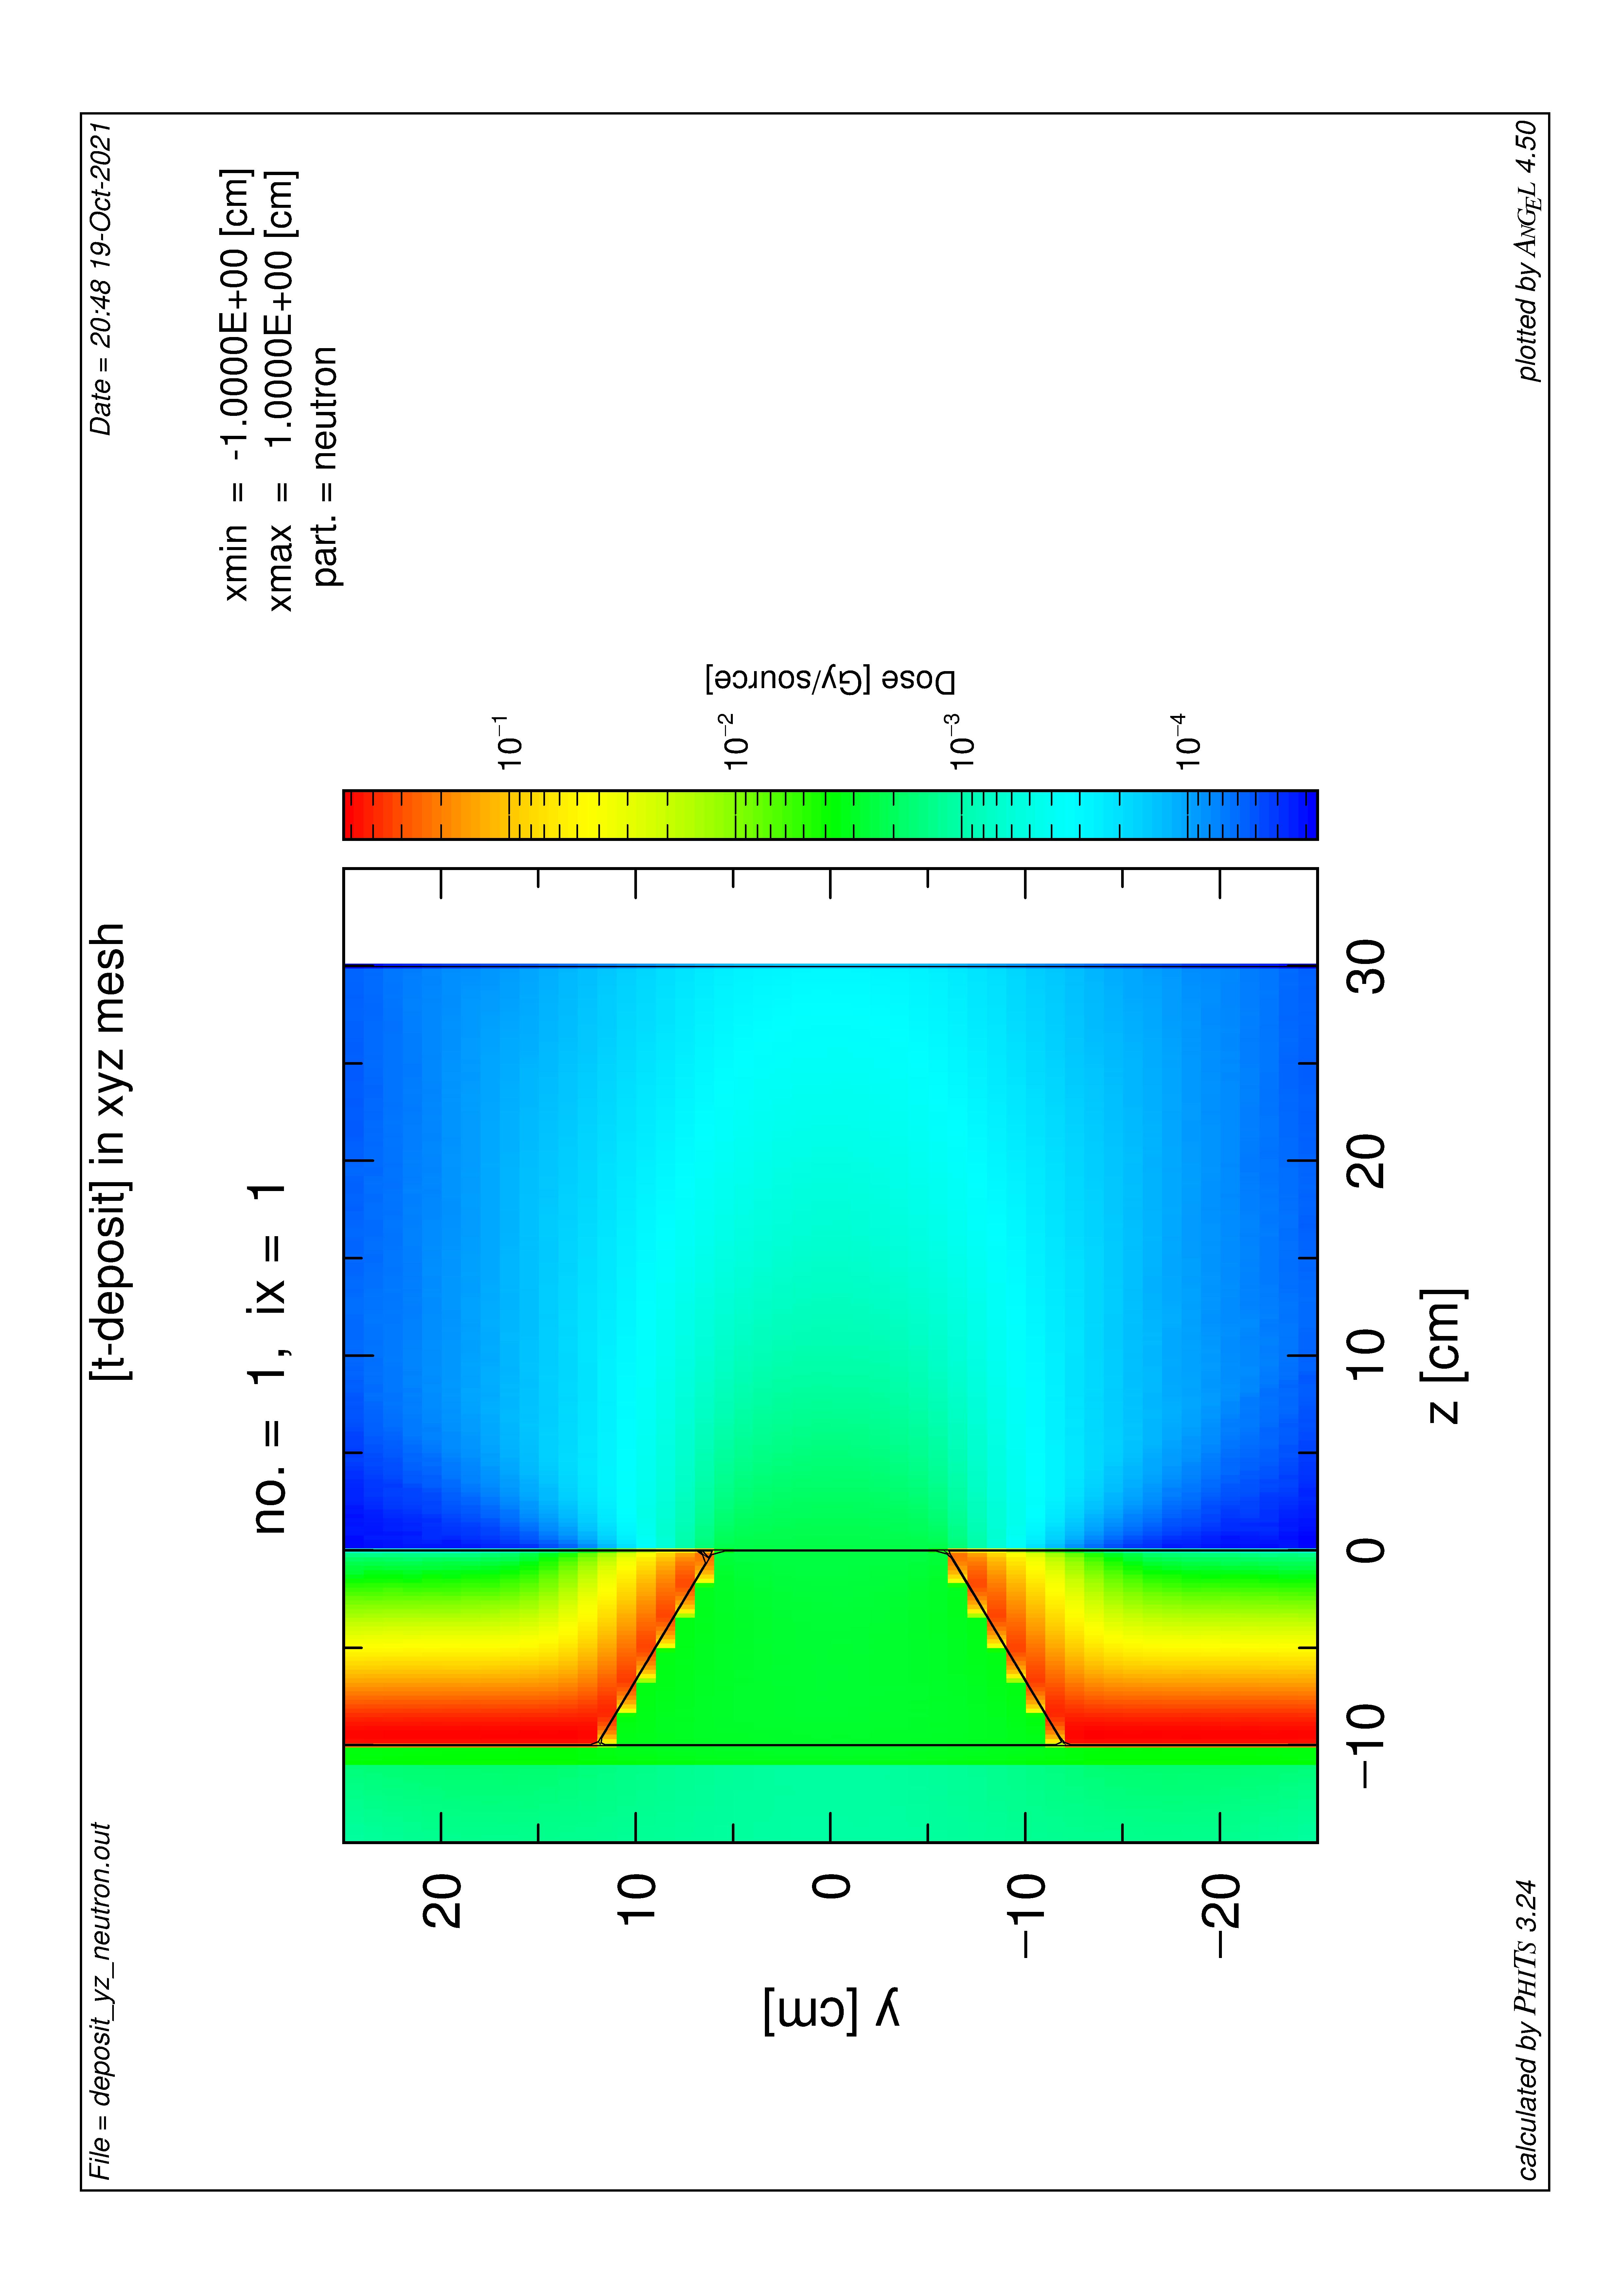 File = deposit_yz_neutron.out
[t-deposit] in xyz mesh
Date = 20:48 19-Oct-2021
no. = 1, ix = 1
xmin = -1.0000E+00 [cm]
xmax = 1.0000E+00 [cm]
part. = neutron
20
10
0
−10
−20
y [cm]
−10 0 10 20 30
z [cm]
10−1
10−2
10−3
10−4
Dose [Gy/source]
calculated by PHITS 3.24
plotted by ANGEL 4.50